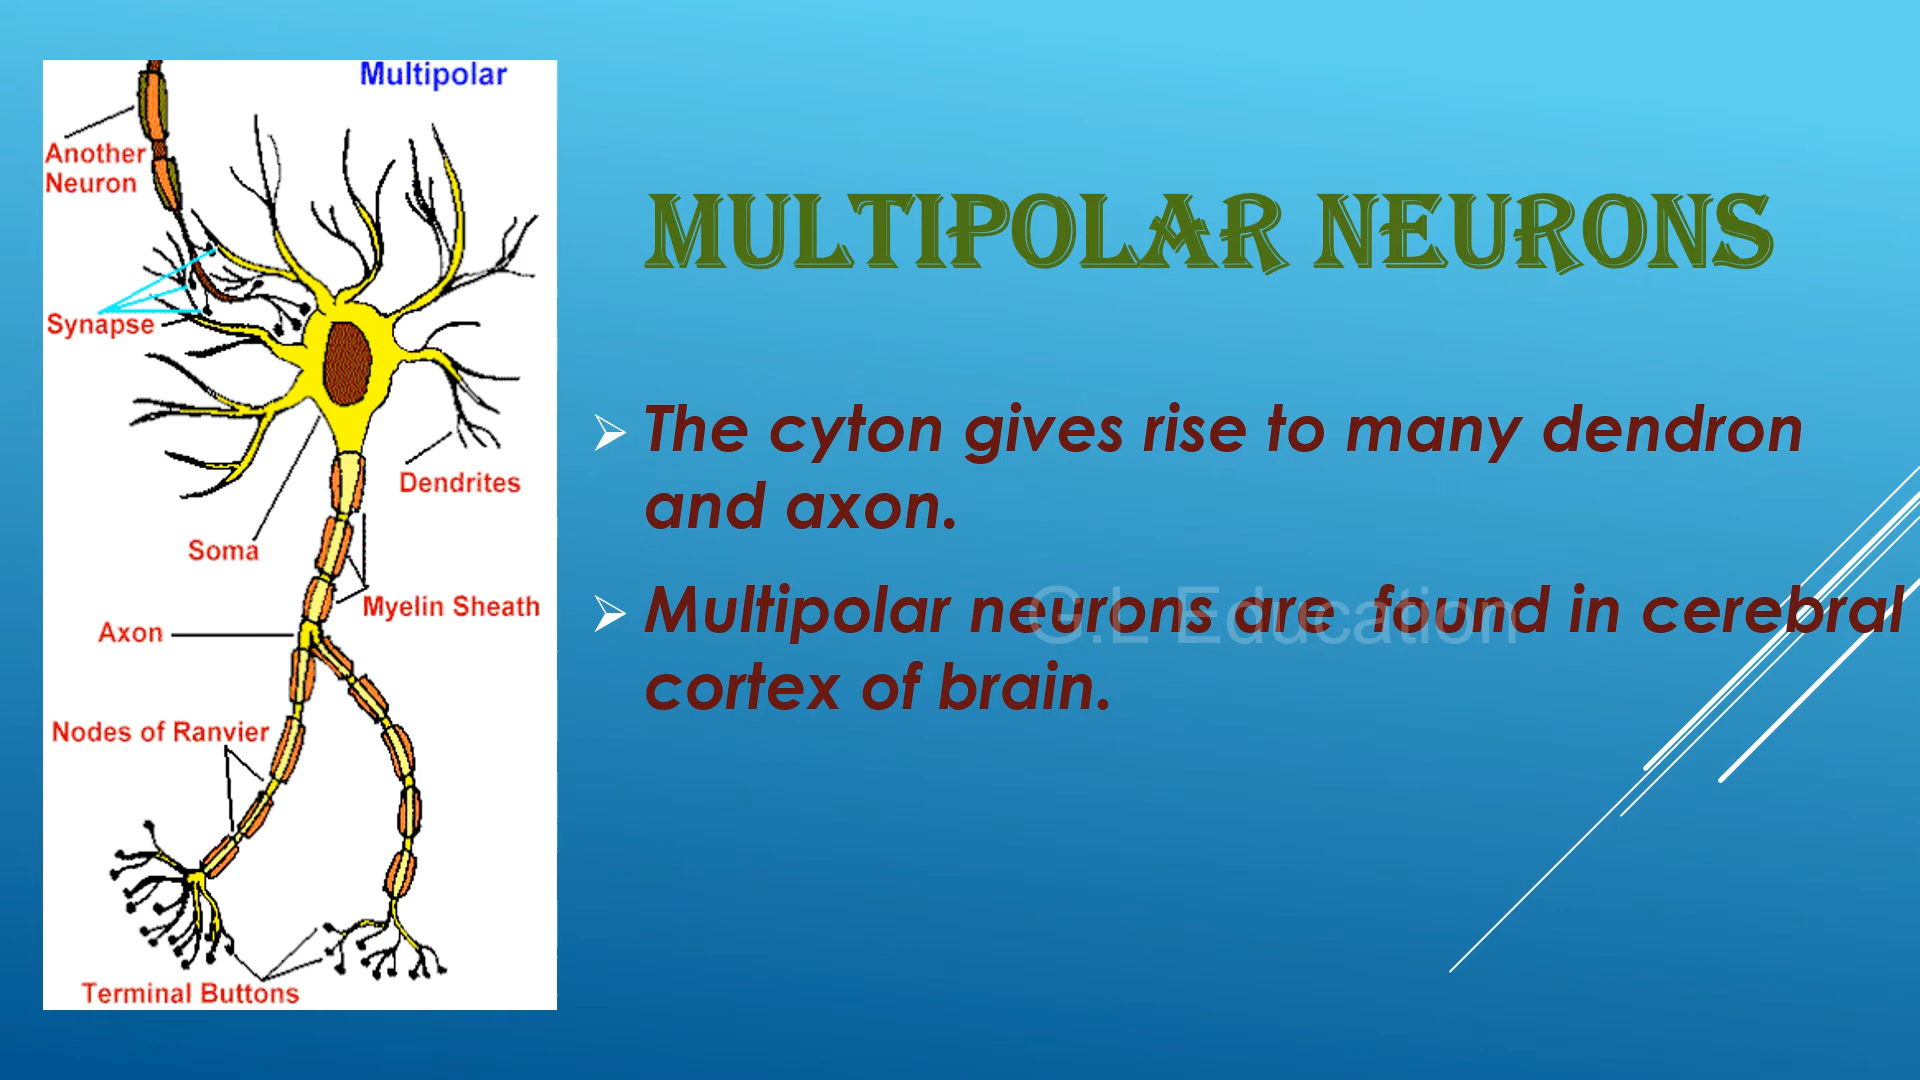 Multipolar
Another
Neuron
Synapse
Dendrites
Soma
Myelin Sheath
Axon
Nodes of Ranvier
Terminal Buttons
MULTIPOLAR NEURONS
The cyton gives rise to many dendron
and axon.
Multipolar neurons are found in cerebral
cortex of brain.
G.L Education